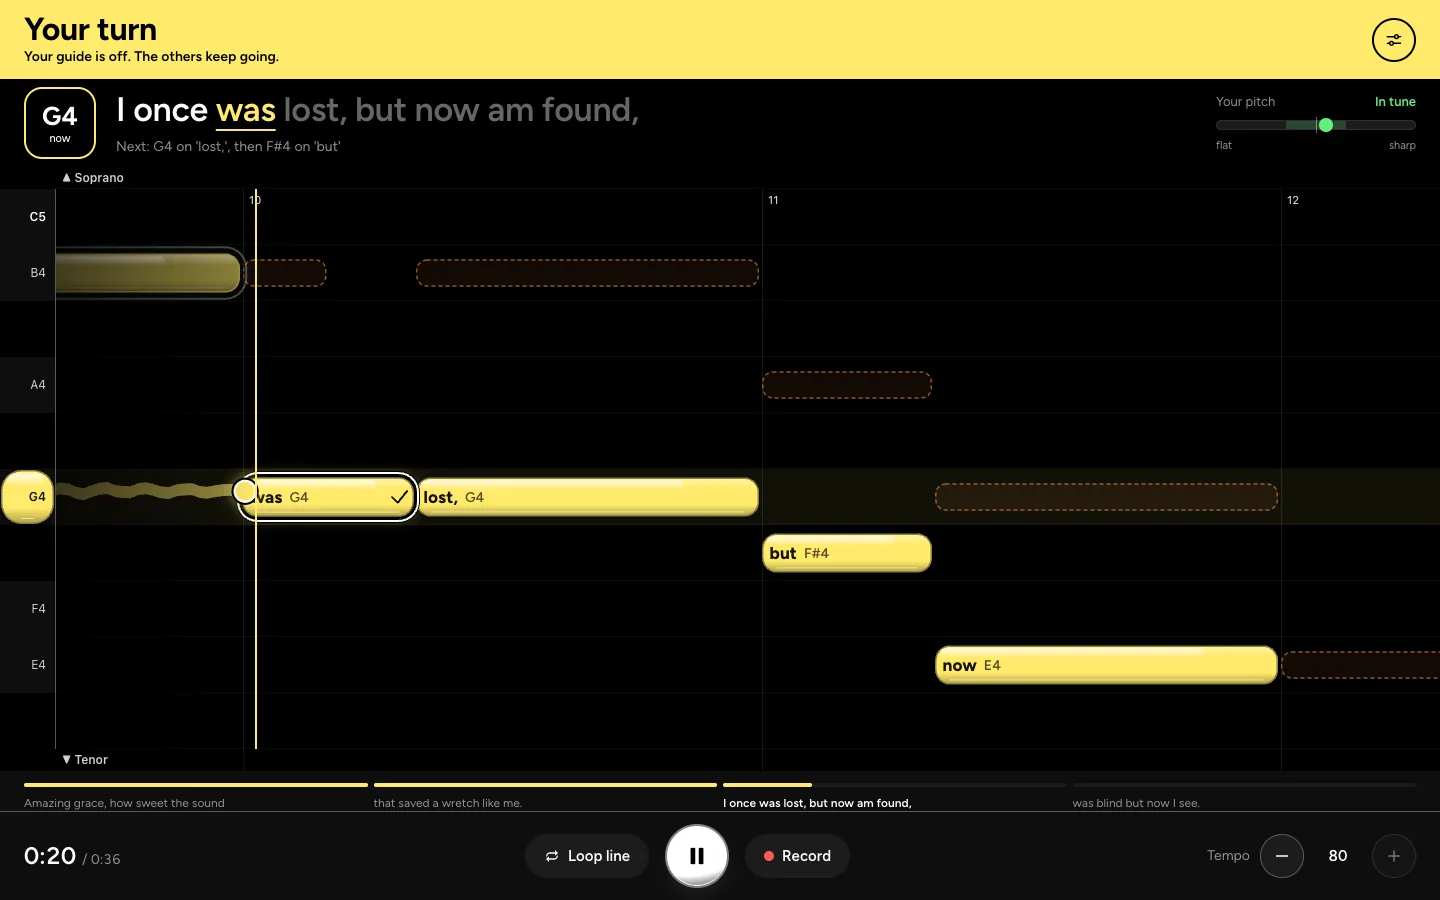 Your turn
Your guide is off. The others keep going.
G4
now
I once was lost, but now am found,
Next: G4 on 'lost,', then F#4 on 'but'
Your pitch
In tune
flat
sharp
▲ Soprano
10
11
12
C5
B4
A4
G4
was G4
lost, G4
but F#4
F4
E4
now E4
▼ Tenor
Amazing grace, how sweet the sound
that saved a wretch like me.
I once was lost, but now am found,
was blind but now I see.
0:20 / 0:36
Loop line
Record
Tempo
80